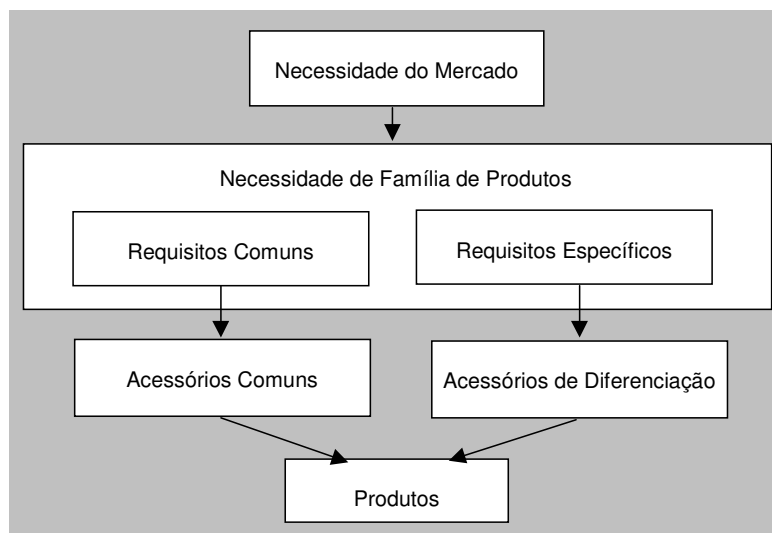 Necessidade do Mercado
Necessidade de Família de Produtos
Requisitos Comuns
Requisitos Específicos
Acessórios Comuns
Acessórios de Diferenciação
Produtos